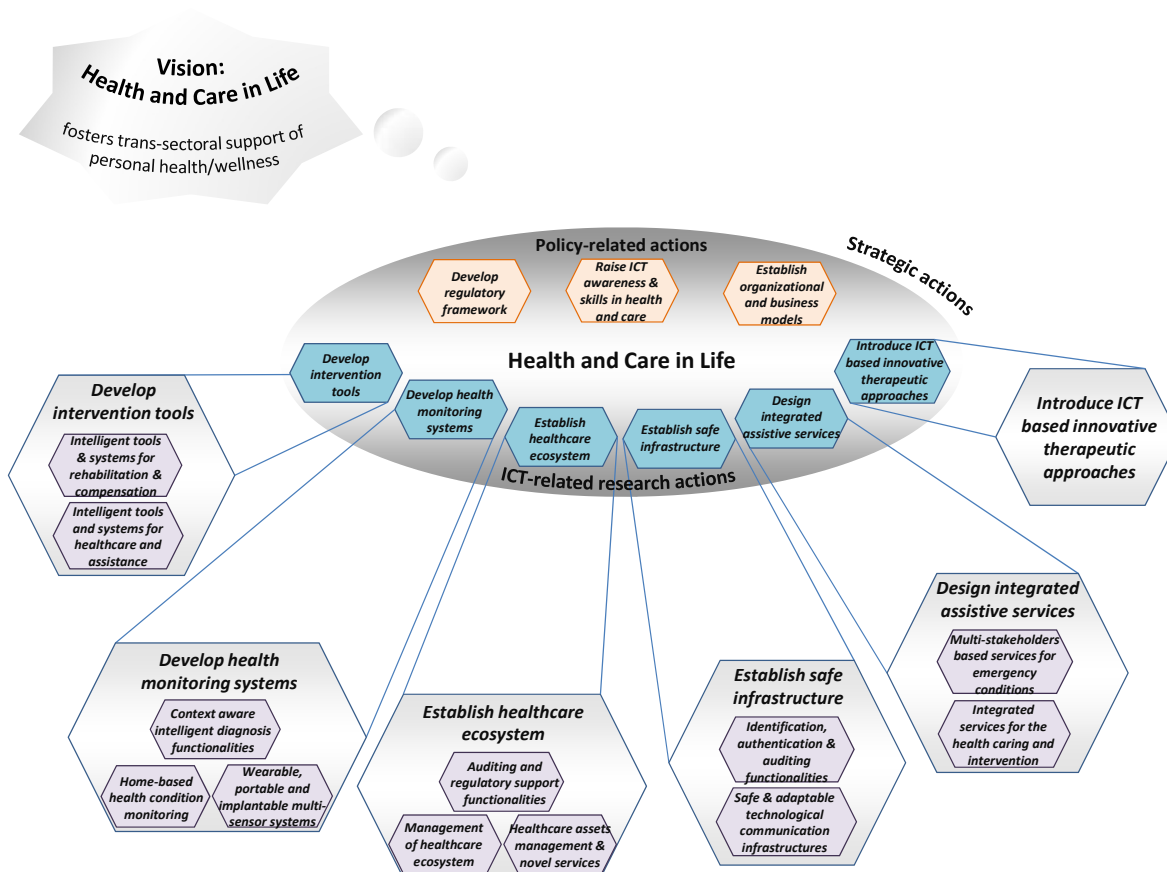 Vision:
Health and Care in Life
fosters trans-sectoral support of
personal health/wellness
Policy-related actions
Strategic actions
Develop
regulatory
framework
Raise ICT
awareness &
skills in health
and care
Establish
organizational
and business
models
Health and Care in Life
Develop
intervention
tools
Develop health
monitoring
systems
Establish
healthcare
ecosystem
Establish safe
infrastructure
Design
integrated
assistive services
Introduce ICT
based innovative
therapeutic
approaches
ICT-related research actions
Develop
intervention tools
Intelligent tools
& systems for
rehabilitation &
compensation
Intelligent tools
and systems for
healthcare and
assistance
Introduce ICT
based innovative
therapeutic
approaches
Develop health
monitoring systems
Context aware
intelligent diagnosis
functionalities
Home-based
health condition
monitoring
Wearable,
portable and
implantable multi-
sensor systems
Establish healthcare
ecosystem
Auditing and
regulatory support
functionalities
Management
of healthcare
ecosystem
Healthcare assets
management &
novel services
Establish safe
infrastructure
Identification,
authentication &
auditing
functionalities
Safe & adaptable
technological
communication
infrastructures
Design integrated
assistive services
Multi-stakeholders
based services for
emergency
conditions
Integrated
services for the
health caring and
intervention